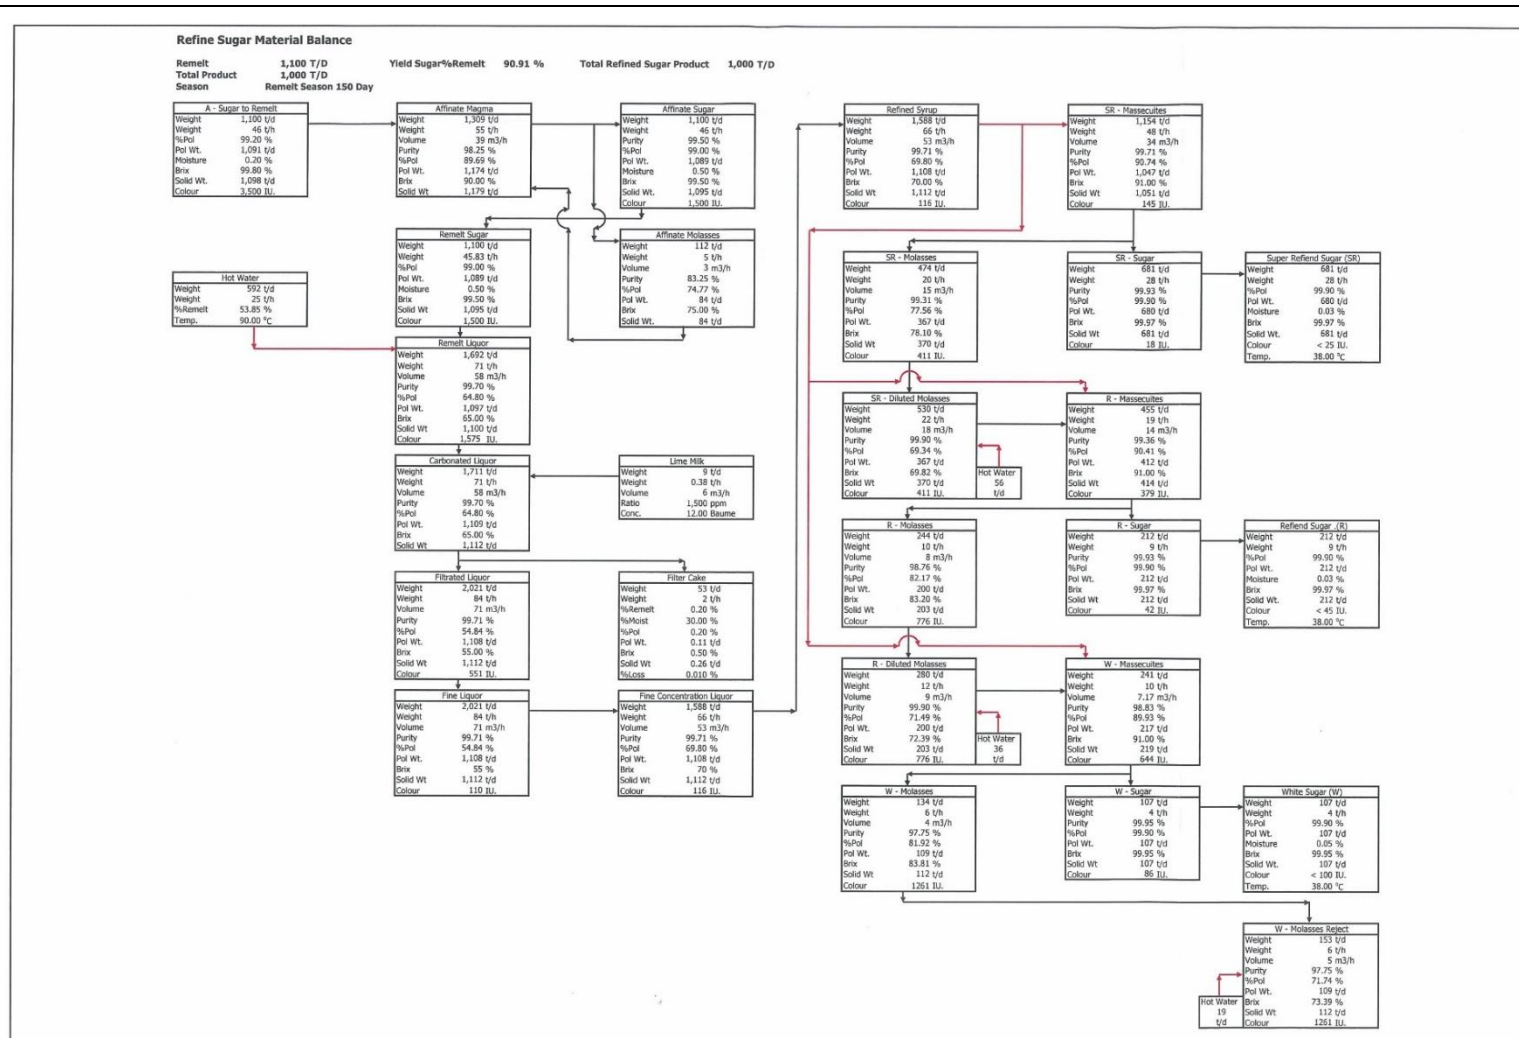 Refine Sugar Material Balance
Remelt 1,100 T/D Yield Sugar%Remelt 90.91 % Total Refined Sugar Product 1,000 T/D
Total Product 1,000 T/D
Season Remelt Season 150 Day
A - Sugar to Remelt
Weight 1,100 t/d
Weight 46 t/h
%Pol 99.20 %
Pol Wt. 1,091 t/d
Moisture 0.20 %
Brix 99.80 %
Solid Wt. 1,098 t/d
Colour 3,500 IU.
Affinate Magma
Weight 1,309 t/d
Weight 55 t/h
Volume 39 m3/h
Purity 98.25 %
%Pol 89.69 %
Pol Wt. 1,174 t/d
Brix 90.00 %
Solid Wt 1,179 t/d
Affinate Sugar
Weight 1,100 t/d
Weight 46 t/h
Purity 99.50 %
%Pol 99.00 %
Pol Wt. 1,089 t/d
Moisture 0.50 %
Brix 99.50 %
Solid Wt. 1,095 t/d
Colour 1,500 IU.
Remelt Sugar
Weight 1,100 t/d
Weight 45.83 t/h
%Pol 99.00 %
Pol Wt. 1,089 t/d
Moisture 0.50 %
Brix 99.50 %
Solid Wt 1,095 t/d
Colour 1,500 IU.
Affinate Molasses
Weight 112 t/d
Weight 5 t/h
Volume 3 m3/h
Purity 83.25 %
%Pol 74.77 %
Pol Wt. 84 t/d
Brix 75.00 %
Solid Wt. 84 t/d
Hot Water
Weight 592 t/d
Weight 25 t/h
%Remelt 53.85 %
Temp. 90.00 °C
Remelt Liquor
Weight 1,692 t/d
Weight 71 t/h
Volume 58 m3/h
Purity 99.70 %
%Pol 64.80 %
Pol Wt. 1,097 t/d
Brix 65.00 %
Solid Wt 1,100 t/d
Colour 1,575 IU.
Carbonated Liquor
Weight 1,711 t/d
Weight 71 t/h
Volume 58 m3/h
Purity 99.70 %
%Pol 64.80 %
Pol Wt. 1,109 t/d
Brix 65.00 %
Solid Wt 1,112 t/d
Lime Milk
Weight 9 t/d
Weight 0.38 t/h
Volume 6 m3/h
Ratio 1,500 ppm
Conc. 12.00 Baume
Filtrated Liquor
Weight 2,021 t/d
Weight 84 t/h
Volume 71 m3/h
Purity 99.71 %
%Pol 54.84 %
Pol Wt. 1,108 t/d
Brix 55.00 %
Solid Wt 1,112 t/d
Colour 551 IU.
Filter Cake
Weight 53 t/d
Weight 2 t/h
%Remelt 0.20 %
%Moist 30.00 %
%Pol 0.20 %
Pol Wt. 0.11 t/d
Brix 0.50 %
Solid Wt 0.26 t/d
%Loss 0.010 %
Fine Liquor
Weight 2,021 t/d
Weight 84 t/h
Volume 71 m3/h
Purity 99.71 %
%Pol 54.84 %
Pol Wt. 1,108 t/d
Brix 55 %
Solid Wt 1,112 t/d
Colour 110 IU.
Fine Concentration Liquor
Weight 1,588 t/d
Weight 66 t/h
Volume 53 m3/h
Purity 99.71 %
%Pol 69.80 %
Pol Wt. 1,108 t/d
Brix 70 %
Solid Wt 1,112 t/d
Colour 116 IU.
Refined Syrup
Weight 1,588 t/d
Weight 66 t/h
Volume 53 m3/h
Purity 99.71 %
%Pol 69.80 %
Pol Wt. 1,108 t/d
Brix 70.00 %
Solid Wt 1,112 t/d
Colour 116 IU.
SR - Massecuites
Weight 1,154 t/d
Weight 48 t/h
Volume 34 m3/h
Purity 99.71 %
%Pol 90.74 %
Pol Wt. 1,047 t/d
Brix 91.00 %
Solid Wt. 1,051 t/d
Colour 145 IU.
SR - Molasses
Weight 474 t/d
Weight 20 t/h
Volume 15 m3/h
Purity 99.31 %
%Pol 77.56 %
Pol Wt. 367 t/d
Brix 78.10 %
Solid Wt 370 t/d
Colour 411 IU.
SR - Sugar
Weight 681 t/d
Weight 28 t/h
Purity 99.93 %
%Pol 99.90 %
Pol Wt. 680 t/d
Brix 99.97 %
Solid Wt 681 t/d
Colour 18 IU.
Super Refiend Sugar (SR)
Weight 681 t/d
Weight 28 t/h
%Pol 99.90 %
Pol Wt. 680 t/d
Moisture 0.03 %
Brix 99.97 %
Solid Wt. 681 t/d
Colour < 25 IU.
Temp. 38.00 °C
SR - Diluted Molasses
Weight 530 t/d
Weight 22 t/h
Volume 18 m3/h
Purity 99.90 %
%Pol 69.34 %
Pol Wt. 367 t/d
Brix 69.82 %
Solid Wt 370 t/d
Colour 411 IU.
Hot Water
56
t/d
R - Massecuites
Weight 455 t/d
Weight 19 t/h
Volume 14 m3/h
Purity 99.36 %
%Pol 90.41 %
Pol Wt. 412 t/d
Brix 91.00 %
Solid Wt 414 t/d
Colour 379 IU.
R - Molasses
Weight 244 t/d
Weight 10 t/h
Volume 8 m3/h
Purity 98.76 %
%Pol 82.17 %
Pol Wt. 200 t/d
Brix 83.20 %
Solid Wt 203 t/d
Colour 776 IU.
R - Sugar
Weight 212 t/d
Weight 9 t/h
Purity 99.93 %
%Pol 99.90 %
Pol Wt. 212 t/d
Brix 99.97 %
Solid Wt 212 t/d
Colour 42 IU.
Refiend Sugar .(R)
Weight 212 t/d
Weight 9 t/h
%Pol 99.90 %
Pol Wt. 212 t/d
Moisture 0.03 %
Brix 99.97 %
Solid Wt. 212 t/d
Colour < 45 IU.
Temp. 38.00 °C
R - Diluted Molasses
Weight 280 t/d
Weight 12 t/h
Volume 9 m3/h
Purity 99.90 %
%Pol 71.49 %
Pol Wt. 200 t/d
Brix 72.39 %
Solid Wt 203 t/d
Colour 776 IU.
Hot Water
36
t/d
W - Massecuites
Weight 241 t/d
Weight 10 t/h
Volume 7.17 m3/h
Purity 98.83 %
%Pol 89.93 %
Pol Wt. 217 t/d
Brix 91.00 %
Solid Wt 219 t/d
Colour 644 IU.
W - Molasses
Weight 134 t/d
Weight 6 t/h
Volume 4 m3/h
Purity 97.75 %
%Pol 81.92 %
Pol Wt. 109 t/d
Brix 83.81 %
Solid Wt 112 t/d
Colour 1261 IU.
W - Sugar
Weight 107 t/d
Weight 4 t/h
Purity 99.95 %
%Pol 99.90 %
Pol Wt. 107 t/d
Brix 99.95 %
Solid Wt 107 t/d
Colour 86 IU.
White Sugar (W)
Weight 107 t/d
Weight 4 t/h
%Pol 99.90 %
Pol Wt. 107 t/d
Moisture 0.05 %
Brix 99.95 %
Solid Wt. 107 t/d
Colour < 100 IU.
Temp. 38.00 °C
W - Molasses Reject
Weight 153 t/d
Weight 6 t/h
Volume 5 m3/h
Purity 97.75 %
%Pol 71.74 %
Pol Wt. 109 t/d
Brix 73.39 %
Solid Wt 112 t/d
Colour 1261 IU.
Hot Water
19
t/d